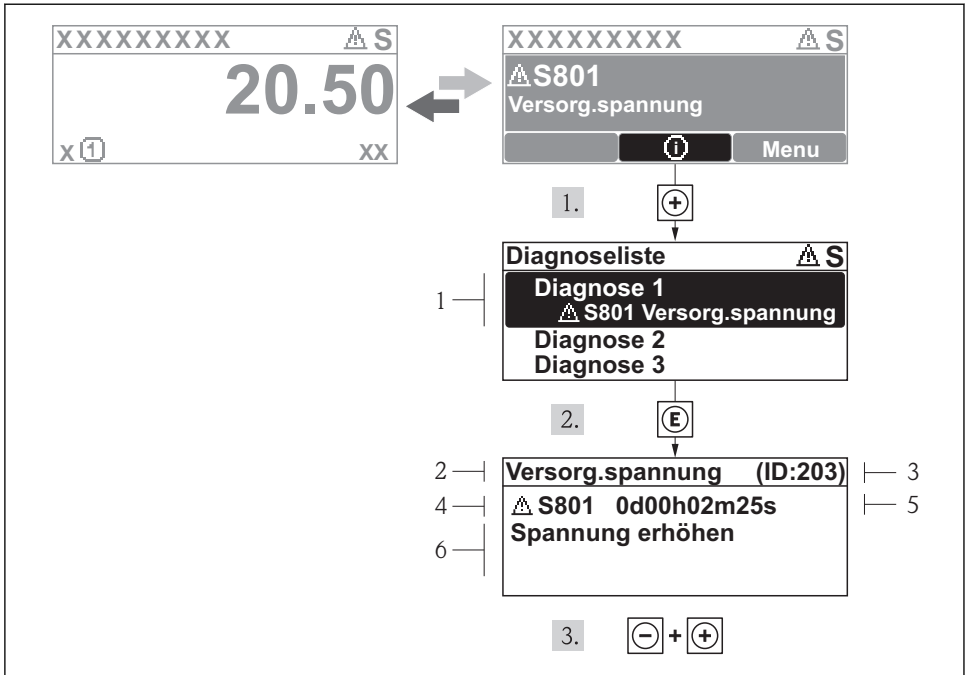 XXXXXXXXX ⚠ S
20.50
x ① xx
XXXXXXXXX ⚠ S
⚠ S801
Versorg.spannung
ⓘ Menu
1. +
Diagnoseliste ⚠ S
1
Diagnose 1
⚠ S801 Versorg.spannung
Diagnose 2
Diagnose 3
2. E
2 Versorg.spannung (ID:203) 3
4 ⚠ S801 0d00h02m25s 5
6 Spannung erhöhen
3. − + +